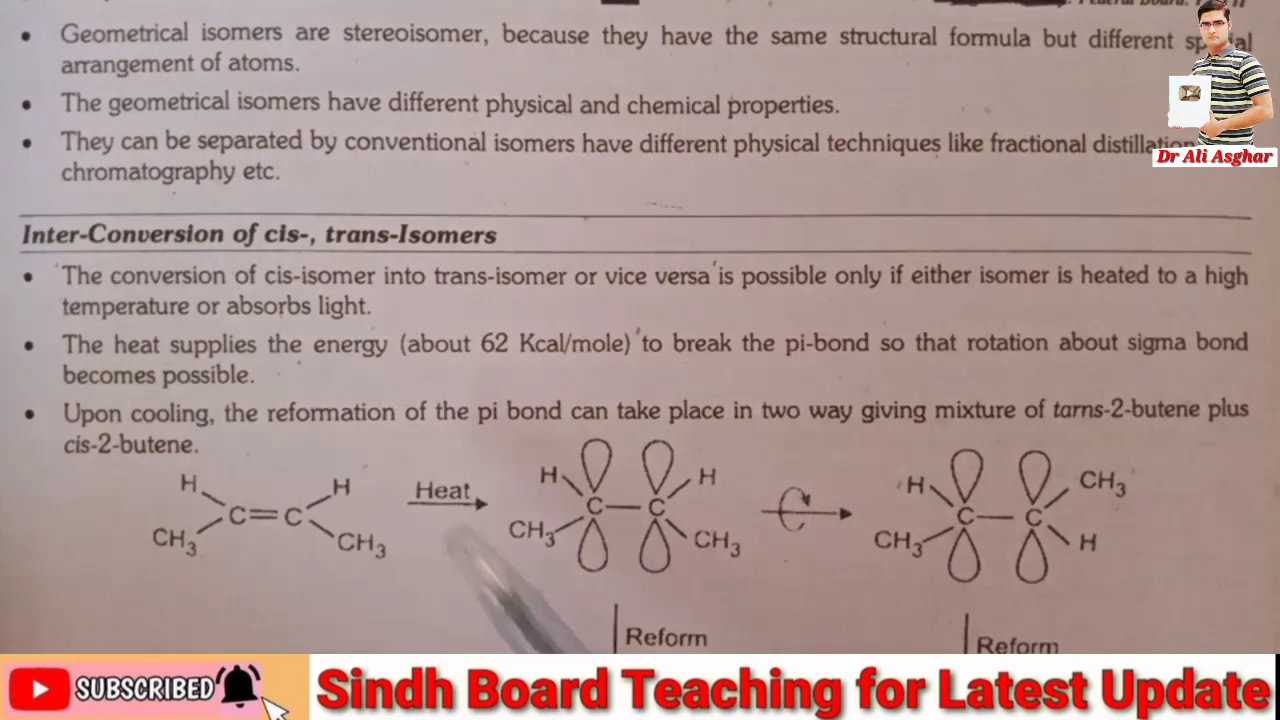 • Geometrical isomers are stereoisomer, because they have the same structural formula but different
arrangement of atoms.
• The geometrical isomers have different physical and chemical properties.
• They can be separated by conventional isomers have different physical techniques like fractional distillation
chromatography etc.
Dr Ali Asghar
Inter-Conversion of cis-, trans-Isomers
• The conversion of cis-isomer into trans-isomer or vice versa is possible only if either isomer is heated to a high
temperature or absorbs light.
• The heat supplies the energy (about 62 Kcal/mole) to break the pi-bond so that rotation about sigma bond
becomes possible.
• Upon cooling, the reformation of the pi bond can take place in two way giving mixture of tarns-2-butene plus
cis-2-butene.
H H Heat H H H CH₃
C=C C—C C—C
CH₃ CH₃ CH₃ CH₃ CH₃ H
Reform Reform
SUBSCRIBED Sindh Board Teaching for Latest Update